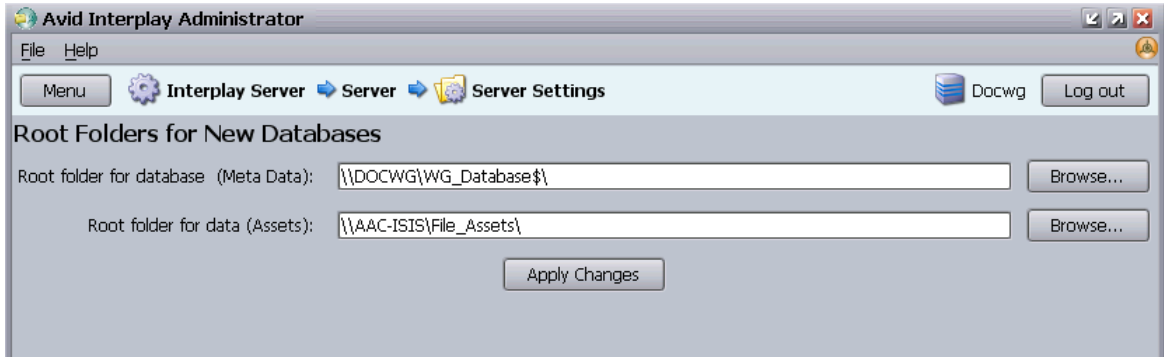 Avid Interplay Administrator
File Help
Menu Interplay Server Server Server Settings Docwg Log out
Root Folders for New Databases
Root folder for database (Meta Data): \\DOCWG\WG_Database$\ Browse...
Root folder for data (Assets): \\AAC-ISIS\File_Assets\ Browse...
Apply Changes